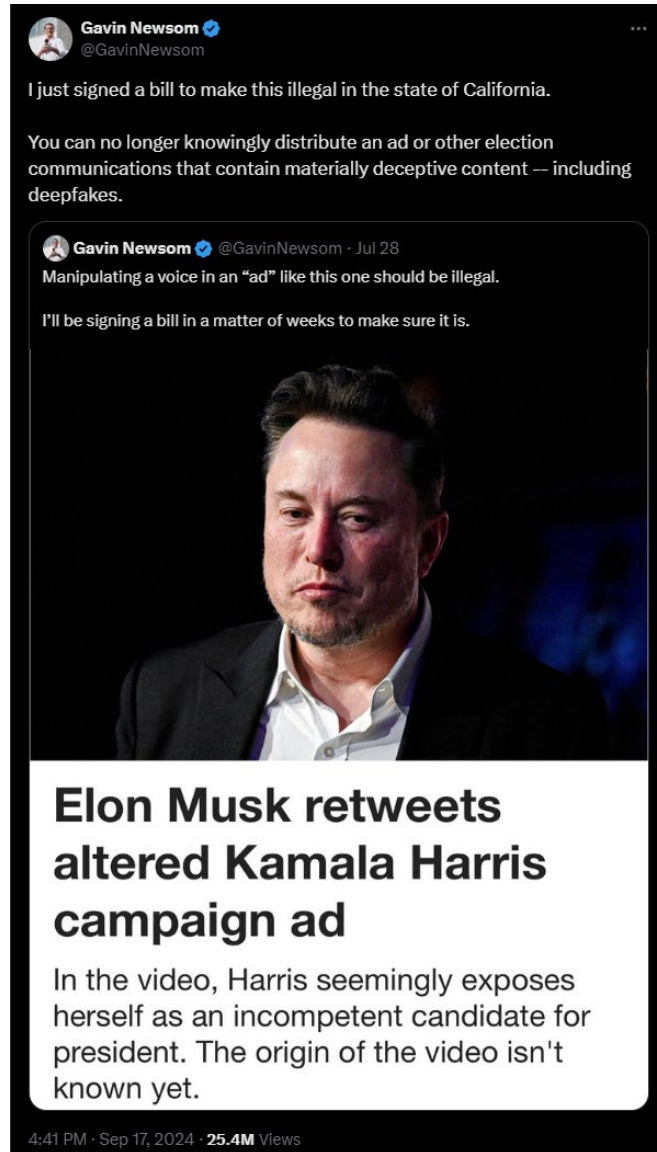 Gavin Newsom
@GavinNewsom
I just signed a bill to make this illegal in the state of California.
You can no longer knowingly distribute an ad or other election
communications that contain materially deceptive content -- including
deepfakes.
Gavin Newsom @GavinNewsom · Jul 28
Manipulating a voice in an “ad” like this one should be illegal.
I’ll be signing a bill in a matter of weeks to make sure it is.
Elon Musk retweets
altered Kamala Harris
campaign ad
In the video, Harris seemingly exposes
herself as an incompetent candidate for
president. The origin of the video isn't
known yet.
4:41 PM · Sep 17, 2024 · 25.4M Views